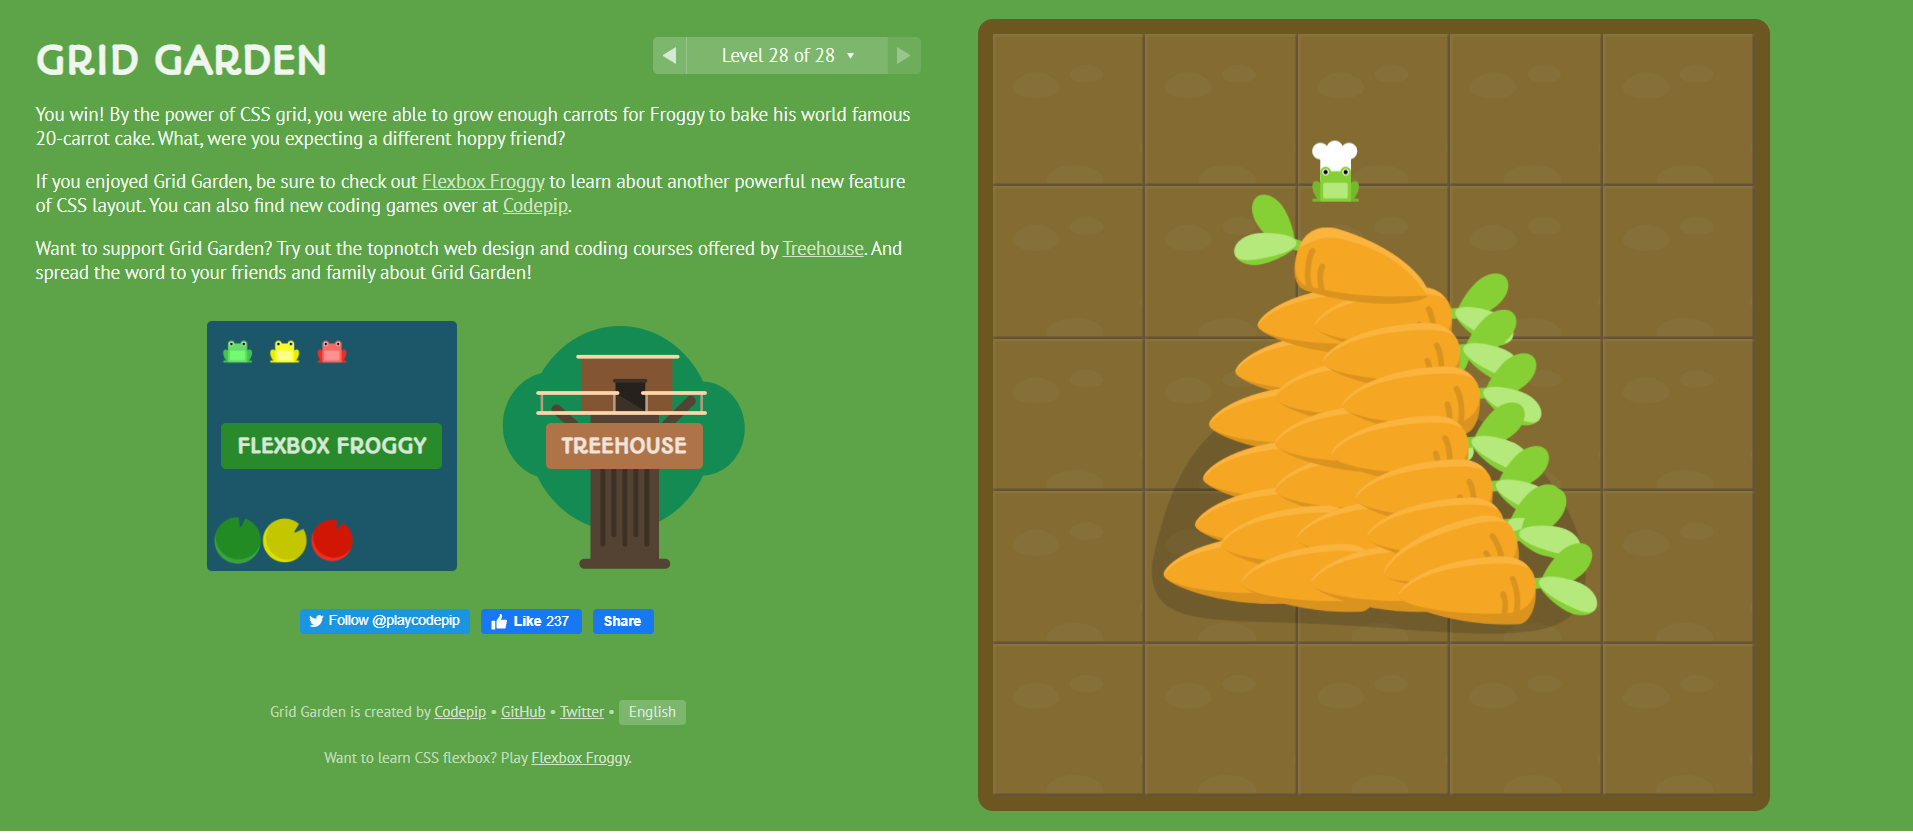 GRID GARDEN
Level 28 of 28
You win! By the power of CSS grid, you were able to grow enough carrots for Froggy to bake his world famous
20-carrot cake. What, were you expecting a different hoppy friend?
If you enjoyed Grid Garden, be sure to check out Flexbox Froggy to learn about another powerful new feature
of CSS layout. You can also find new coding games over at Codepip.
Want to support Grid Garden? Try out the topnotch web design and coding courses offered by Treehouse. And
spread the word to your friends and family about Grid Garden!
FLEXBOX FROGGY
TREEHOUSE
Follow @playcodepip
Like 237
Share
Grid Garden is created by Codepip • GitHub • Twitter • English
Want to learn CSS flexbox? Play Flexbox Froggy.